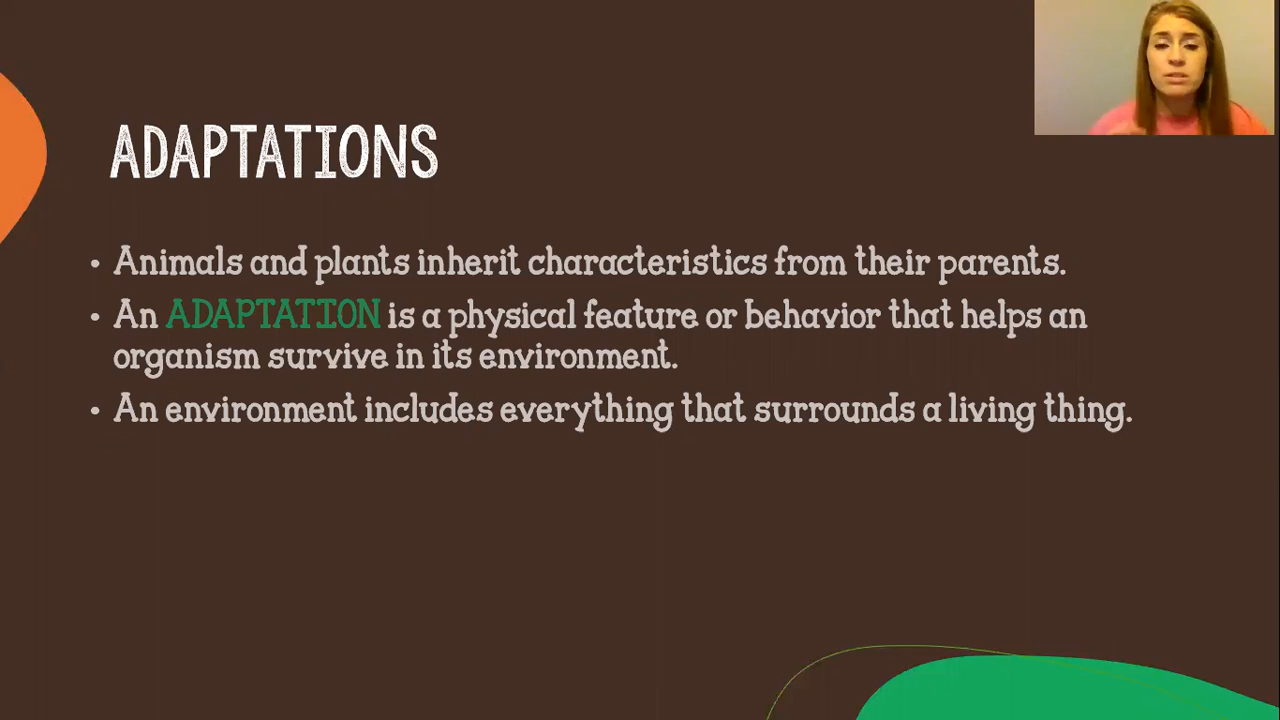 ADAPTATIONS
• Animals and plants inherit characteristics from their parents.
• An ADAPTATION is a physical feature or behavior that helps an
organism survive in its environment.
• An environment includes everything that surrounds a living thing.